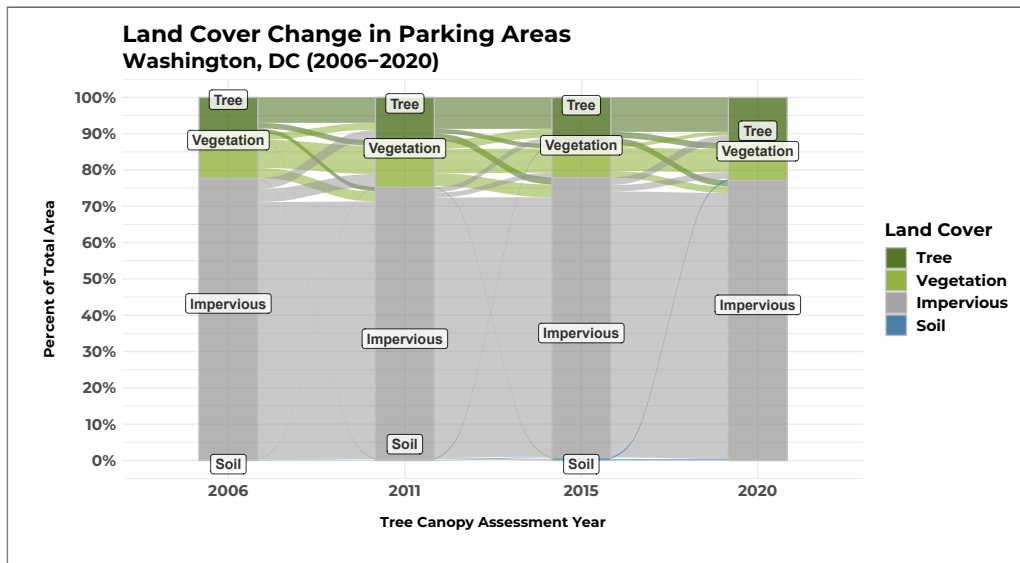 Land Cover Change in Parking Areas
Washington, DC (2006–2020)
Percent of Total Area
100%
90%
80%
70%
60%
50%
40%
30%
20%
10%
0%
Tree
Tree
Tree
Tree
Vegetation
Vegetation
Vegetation
Vegetation
Impervious
Impervious
Impervious
Impervious
Soil
Soil
Soil
2006
2011
2015
2020
Tree Canopy Assessment Year
Land Cover
Tree
Vegetation
Impervious
Soil